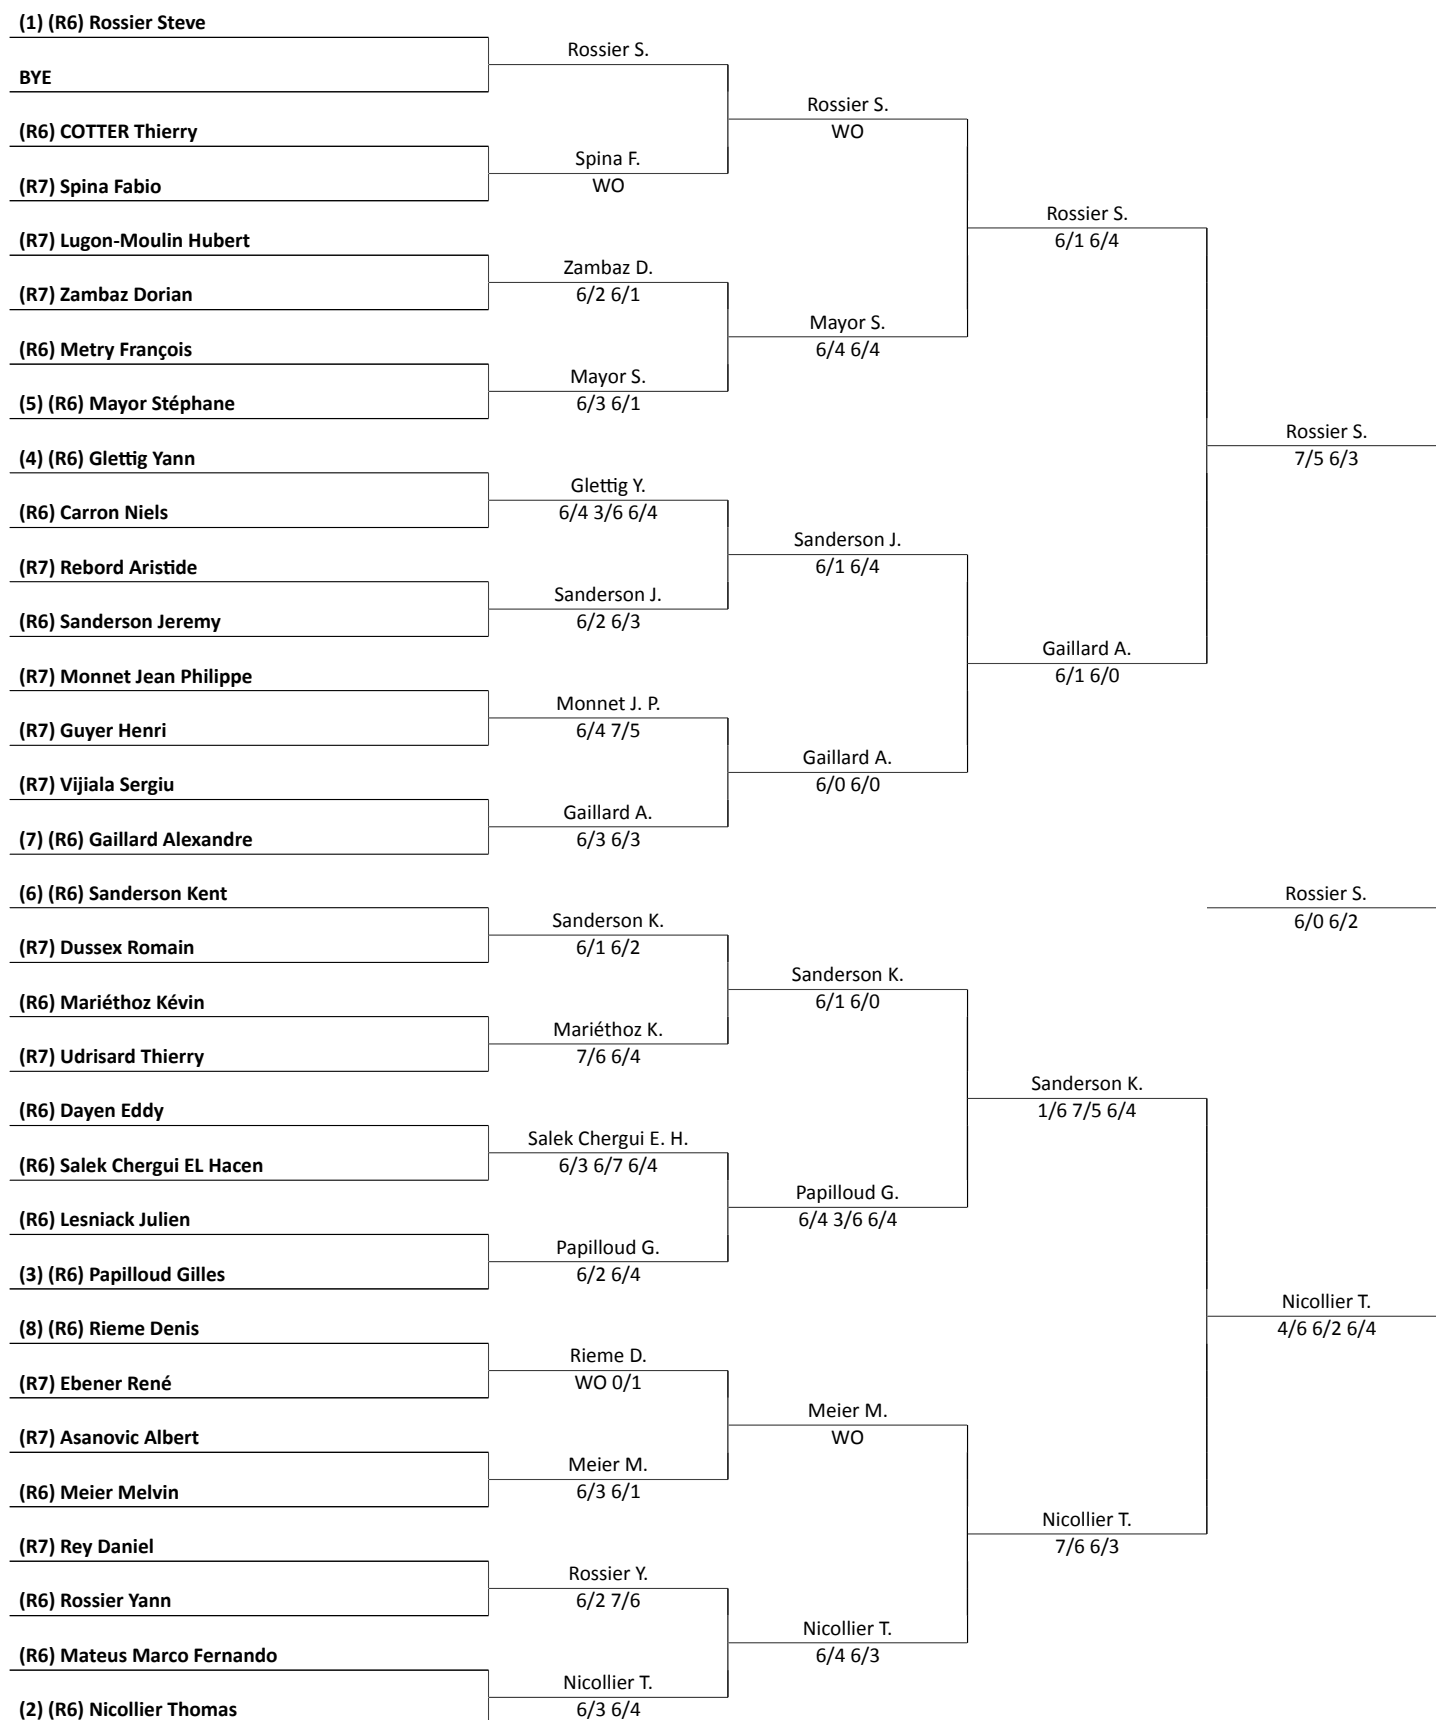 (1) (R6) Rossier Steve
BYE
(R6) COTTER Thierry
(R7) Spina Fabio
(R7) Lugon-Moulin Hubert
(R7) Zambaz Dorian
(R6) Metry François
(5) (R6) Mayor Stéphane
(4) (R6) Glettig Yann
(R6) Carron Niels
(R7) Rebord Aristide
(R6) Sanderson Jeremy
(R7) Monnet Jean Philippe
(R7) Guyer Henri
(R7) Vijiala Sergiu
(7) (R6) Gaillard Alexandre
(6) (R6) Sanderson Kent
(R7) Dussex Romain
(R6) Mariéthoz Kévin
(R7) Udrisard Thierry
(R6) Dayen Eddy
(R6) Salek Chergui EL Hacen
(R6) Lesniack Julien
(3) (R6) Papilloud Gilles
(8) (R6) Rieme Denis
(R7) Ebener René
(R7) Asanovic Albert
(R6) Meier Melvin
(R7) Rey Daniel
(R6) Rossier Yann
(R6) Mateus Marco Fernando
(2) (R6) Nicollier Thomas
Rossier S.
Spina F.
WO
Zambaz D.
6/2 6/1
Mayor S.
6/3 6/1
Glettig Y.
6/4 3/6 6/4
Sanderson J.
6/2 6/3
Monnet J. P.
6/4 7/5
Gaillard A.
6/3 6/3
Sanderson K.
6/1 6/2
Mariéthoz K.
7/6 6/4
Salek Chergui E. H.
6/3 6/7 6/4
Papilloud G.
6/2 6/4
Rieme D.
WO 0/1
Meier M.
6/3 6/1
Rossier Y.
6/2 7/6
Nicollier T.
6/3 6/4
Rossier S.
WO
Mayor S.
6/4 6/4
Sanderson J.
6/1 6/4
Gaillard A.
6/0 6/0
Sanderson K.
6/1 6/0
Papilloud G.
6/4 3/6 6/4
Meier M.
WO
Nicollier T.
6/4 6/3
Rossier S.
6/1 6/4
Gaillard A.
6/1 6/0
Sanderson K.
1/6 7/5 6/4
Nicollier T.
7/6 6/3
Rossier S.
7/5 6/3
Rossier S.
6/0 6/2
Nicollier T.
4/6 6/2 6/4